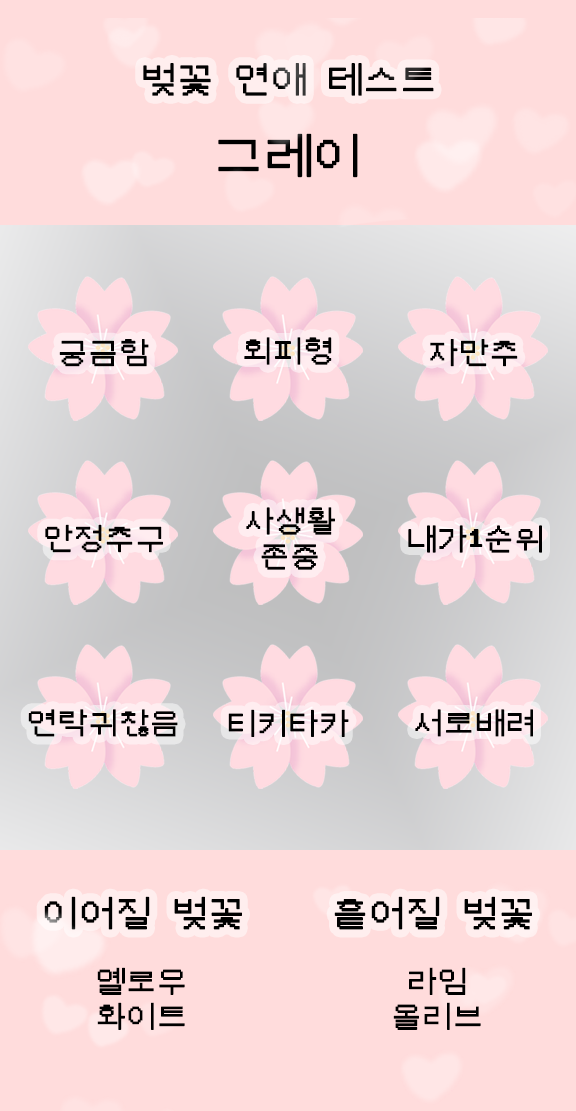 벚꽃 연애 테스트
그레이
궁금함
회피형
자만추
안정추구
사생활
존중
내가1순위
연락귀찮음
티키타카
서로배려
이어질 벚꽃
흩어질 벚꽃
옐로우
화이트
라임
올리브